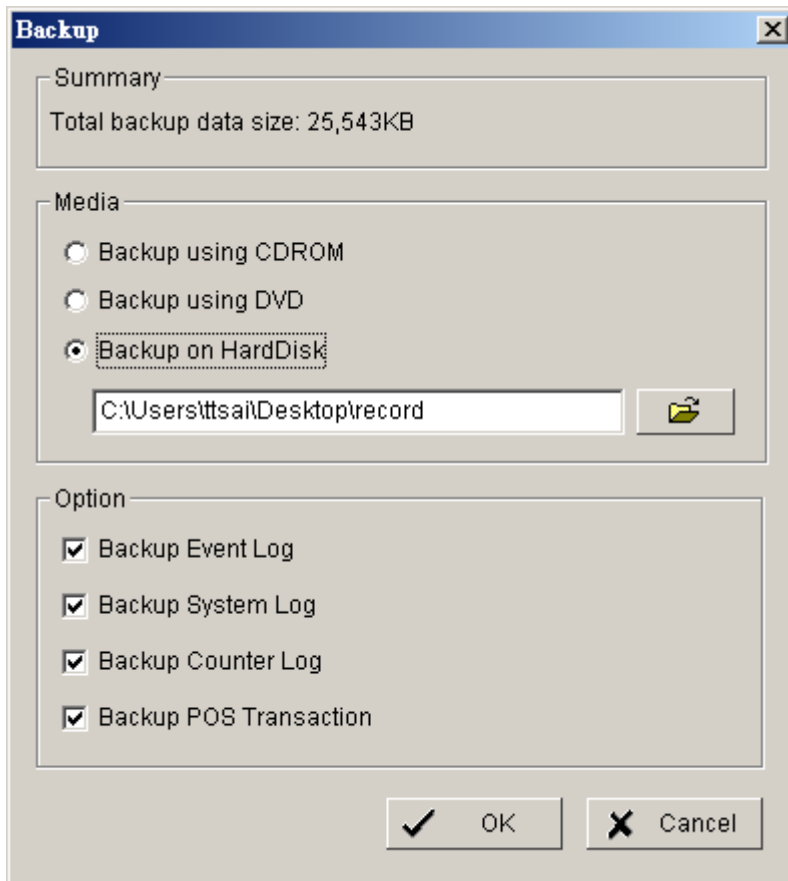 Backup
Summary
Total backup data size: 25,543KB
Media
Backup using CDROM
Backup using DVD
Backup on HardDisk
C:\Users\ttsai\Desktop\record
Option
Backup Event Log
Backup System Log
Backup Counter Log
Backup POS Transaction
OK Cancel